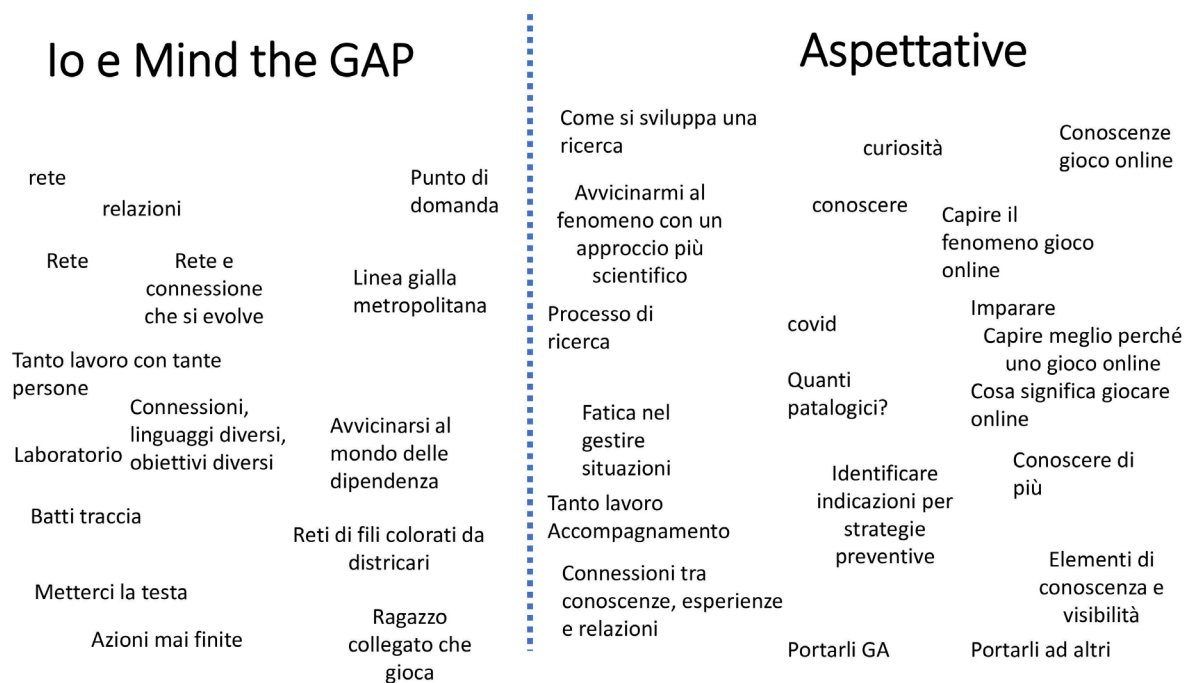 Io e Mind the GAP
rete
relazioni
Punto di
domanda
Rete
Rete e
connessione
che si evolve
Linea gialla
metropolitana
Tanto lavoro con tante
persone
Connessioni,
linguaggi diversi,
obiettivi diversi
Laboratorio
Avvicinarsi al
mondo delle
dipendenza
Batti traccia
Reti di fili colorati da
districari
Metterci la testa
Azioni mai finite
Ragazzo
collegato che
gioca
Aspettative
Come si sviluppa una
ricerca
curiosità
Conoscenze
gioco online
Avvicinarmi al
fenomeno con un
approccio più
scientifico
conoscere
Capire il
fenomeno gioco
online
Processo di
ricerca
covid
Imparare
Capire meglio perché
uno gioco online
Cosa significa giocare
online
Quanti
patalogici?
Fatica nel
gestire
situazioni
Identificare
indicazioni per
strategie
preventive
Conoscere di
più
Tanto lavoro
Accompagnamento
Connessioni tra
conoscenze, esperienze
e relazioni
Elementi di
conoscenza e
visibilità
Portarli GA
Portarli ad altri